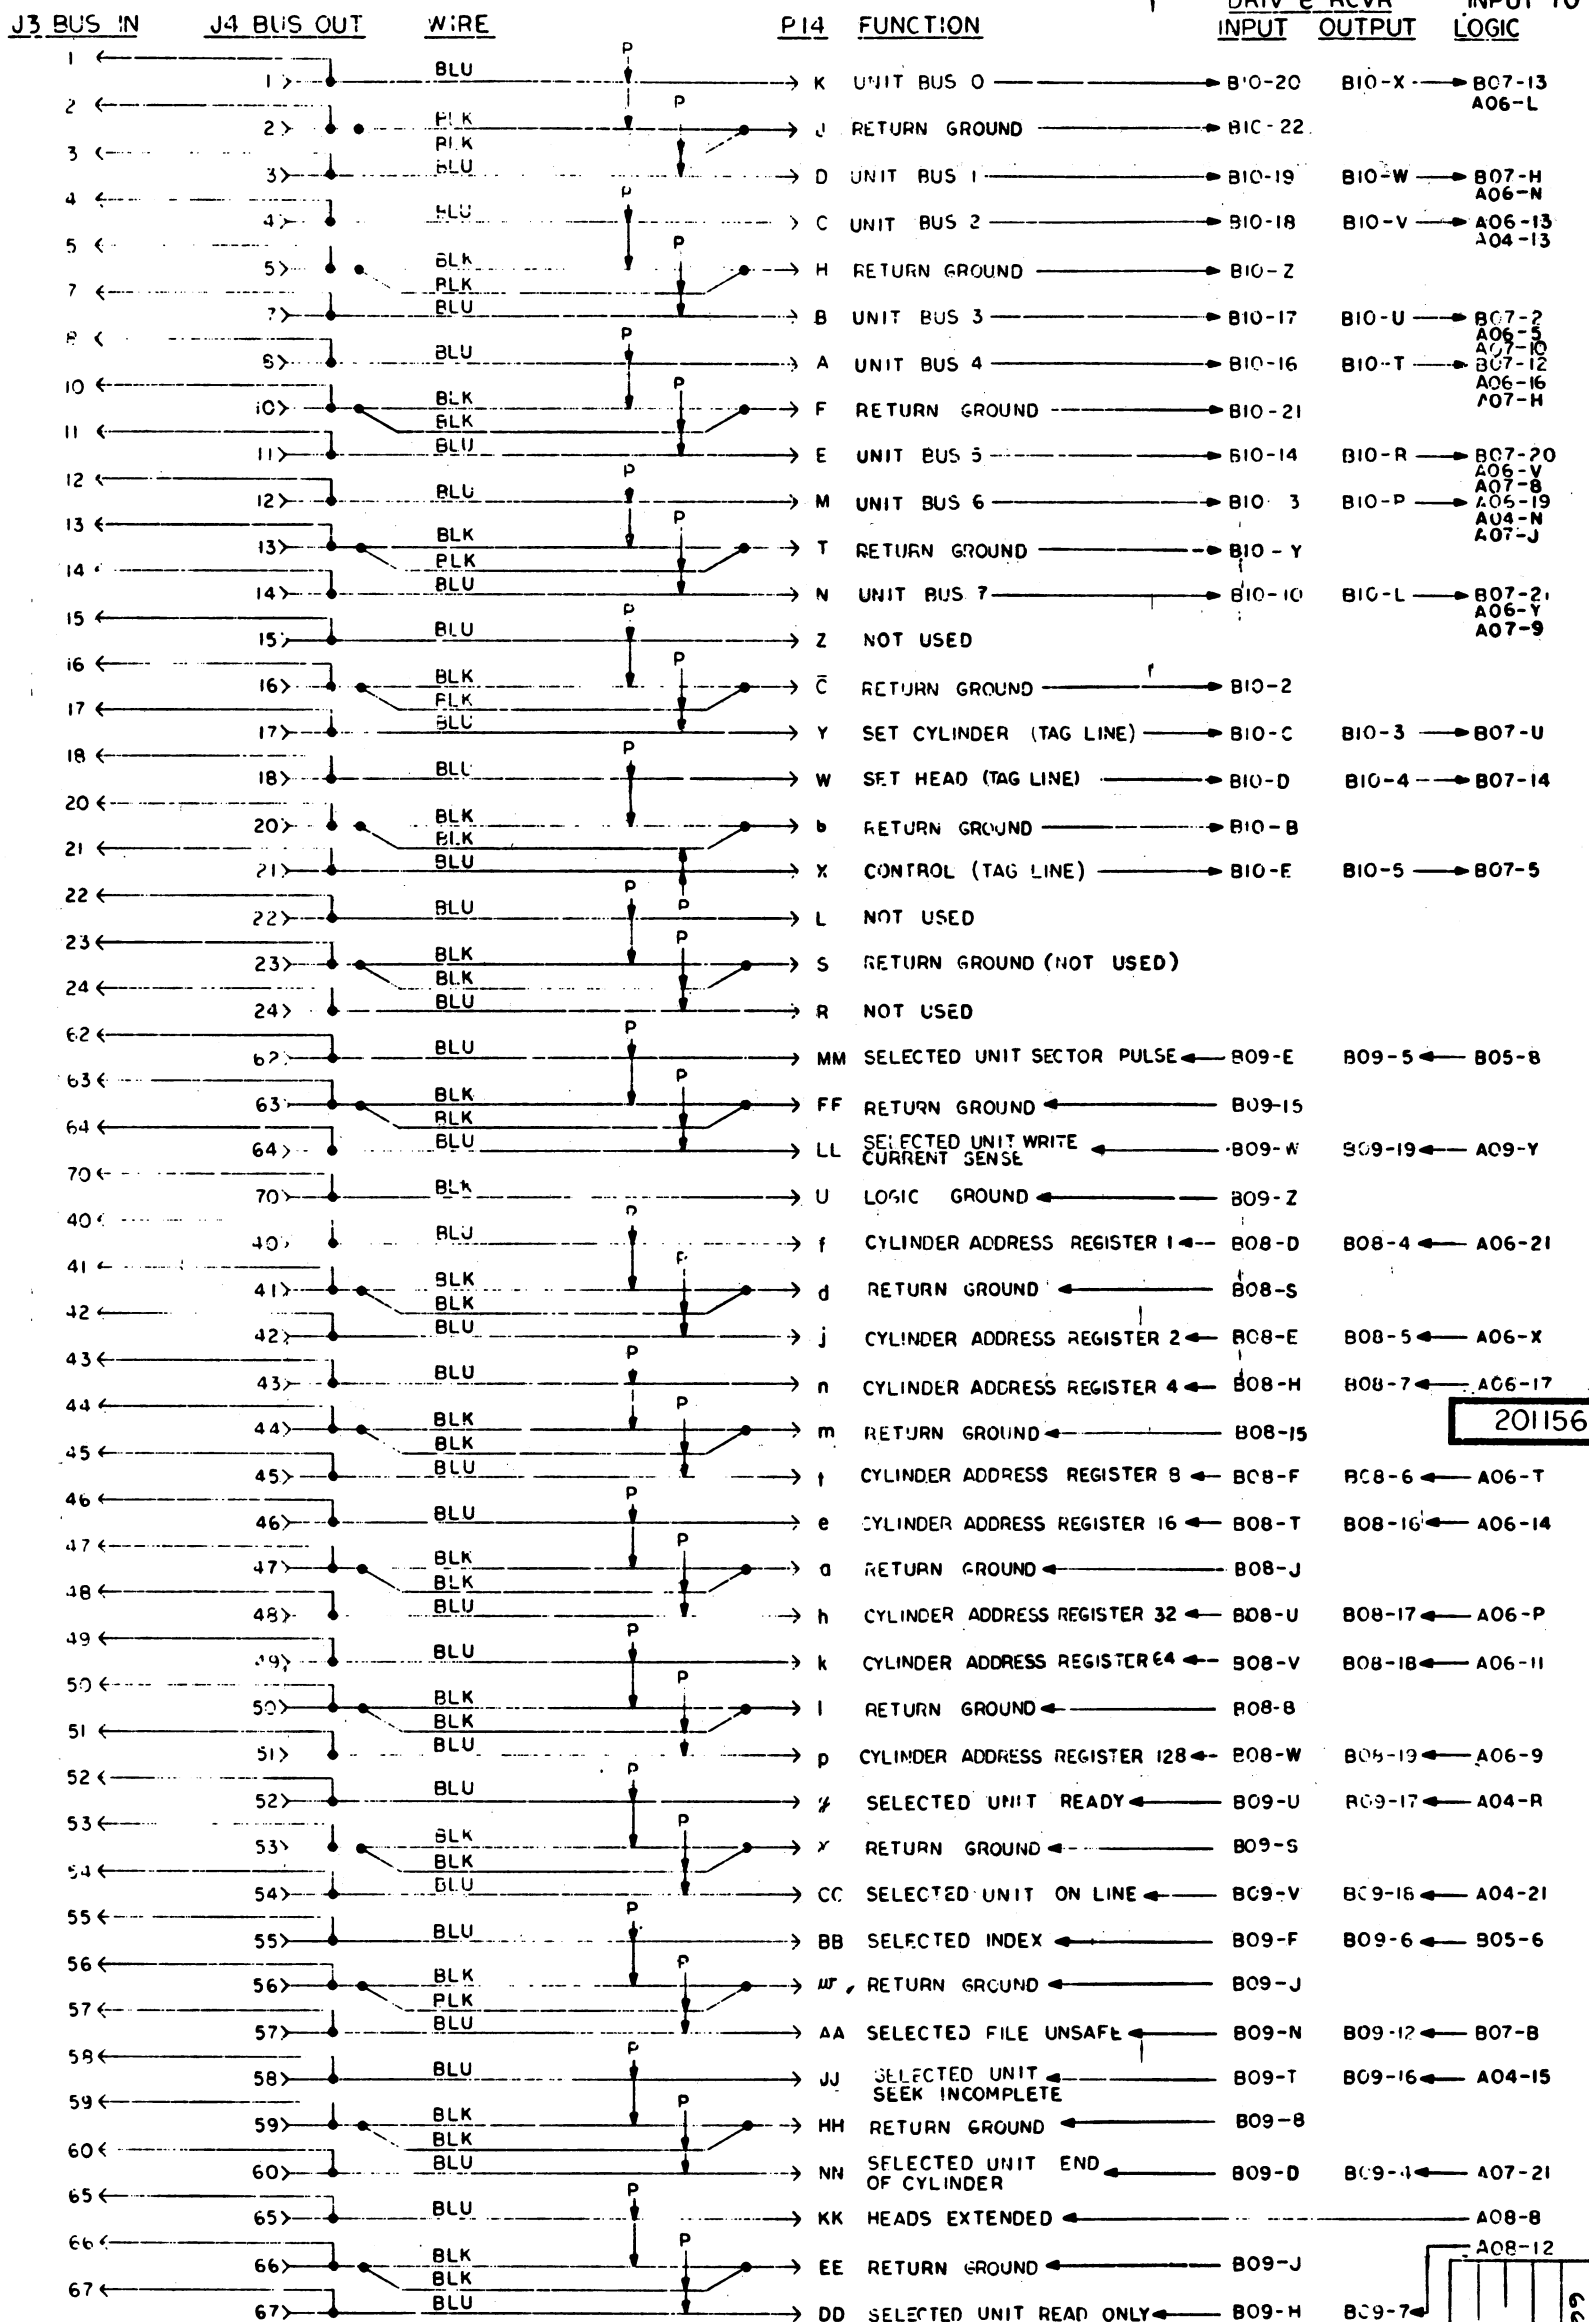 DRIV & RCVR INPUT TO
J3 BUS IN J4 BUS OUT WIRE P14 FUNCTION INPUT OUTPUT LOGIC
1 P
1 BLU K UNIT BUS 0 B10-20 B10-X B07-13
2 P A06-L
2 BLK J RETURN GROUND B10-22
3 BLK
3 BLU D UNIT BUS 1 B10-19 B10-W B07-H
4 P A06-N
4 BLU C UNIT BUS 2 B10-18 B10-V A06-13
5 P A04-13
5 BLK H RETURN GROUND B10-Z
7 BLK
7 BLU B UNIT BUS 3 B10-17 B10-U B07-2
8 P A06-5
A07-10
8 BLU A UNIT BUS 4 B10-16 B10-T B07-12
10 P A06-16
10 BLK F RETURN GROUND B10-21 A07-H
11 BLK
11 BLU E UNIT BUS 5 B10-14 B10-R B07-20
12 P A06-V
A07-8
12 BLU M UNIT BUS 6 B10- 3 B10-P A06-19
13 P A04-N
13 BLK T RETURN GROUND B10-Y A07-J
14 BLK
14 BLU N UNIT BUS 7 B10-10 B10-L B07-21
15 P A06-Y
15 BLU Z NOT USED A07-9
16 P
16 BLK C̄ RETURN GROUND B10-2
17 BLK
17 BLU Y SET CYLINDER (TAG LINE) B10-C B10-3 B07-U
18 P
18 BLU W SET HEAD (TAG LINE) B10-D B10-4 B07-14
20
20 BLK b RETURN GROUND B10-B
21 BLK
21 BLU X CONTROL (TAG LINE) B10-E B10-5 B07-5
22 P P
22 BLU L NOT USED
23 P
23 BLK S RETURN GROUND (NOT USED)
24 BLK
24 BLU R NOT USED
62 P
62 BLU MM SELECTED UNIT SECTOR PULSE B09-E B09-5 B05-8
63 P
63 BLK FF RETURN GROUND B09-15
64 BLK
64 BLU LL SELECTED UNIT WRITE CURRENT SENSE B09-W B09-19 A09-Y
70
70 BLK U LOGIC GROUND B09-Z
40 P
40 BLU f CYLINDER ADDRESS REGISTER 1 B08-D B08-4 A06-21
41 P
41 BLK d RETURN GROUND B08-S
42 BLK
42 BLU j CYLINDER ADDRESS REGISTER 2 B08-E B08-5 A06-X
43 P
43 BLU n CYLINDER ADDRESS REGISTER 4 B08-H B08-7 A06-17
44 P 201156
44 BLK m RETURN GROUND B08-15
45 BLK
45 BLU t CYLINDER ADDRESS REGISTER 8 B08-F B08-6 A06-T
46 P
46 BLU e CYLINDER ADDRESS REGISTER 16 B08-T B08-16 A06-14
47 P
47 BLK a RETURN GROUND B08-J
48 BLK
48 BLU h CYLINDER ADDRESS REGISTER 32 B08-U B08-17 A06-P
49 P
49 BLU k CYLINDER ADDRESS REGISTER 64 B08-V B08-18 A06-11
50 P
50 BLK l RETURN GROUND B08-8
51 BLK
51 BLU p CYLINDER ADDRESS REGISTER 128 B08-W B08-19 A06-9
52 P
52 BLU y SELECTED UNIT READY B09-U B09-17 A04-R
53 P
53 BLK x RETURN GROUND B09-S
54 BLK
54 BLU CC SELECTED UNIT ON LINE B09-V B09-18 A04-21
55 P
55 BLU BB SELECTED INDEX B09-F B09-6 B05-6
56 P
56 BLK w RETURN GROUND B09-J
57 BLK
57 BLU AA SELECTED FILE UNSAFE B09-N B09-12 B07-B
58 P
58 BLU JJ SELECTED UNIT SEEK INCOMPLETE B09-T B09-16 A04-15
59 P
59 BLK HH RETURN GROUND B09-8
60 BLK
60 BLU NN SELECTED UNIT END OF CYLINDER B09-D B09-4 A07-21
65 P
65 BLU KK HEADS EXTENDED A08-8
66 P A08-12
66 BLK EE RETURN GROUND B09-J
67 BLK
67 BLU DD SELECTED UNIT READ ONLY B09-H B09-7